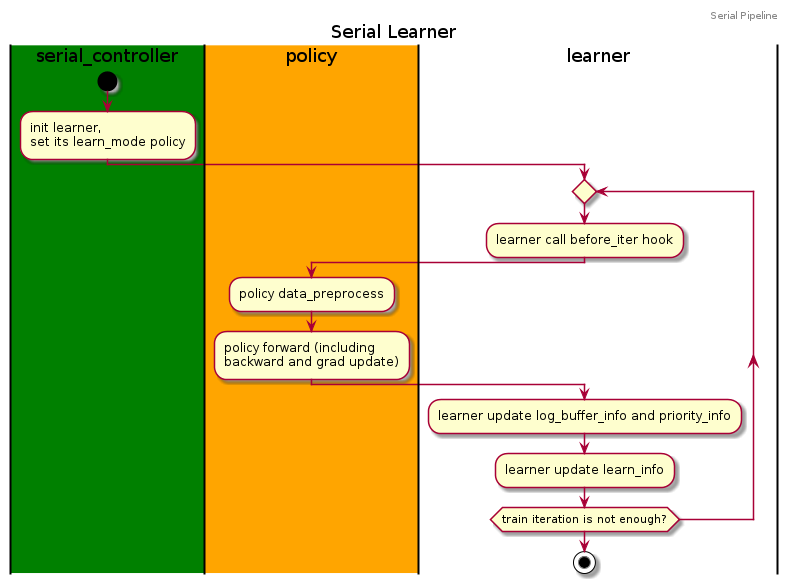 Serial Pipeline
Serial Learner
serial_controller
policy
learner
init learner,
set its learn_mode policy
learner call before_iter hook
policy data_preprocess
policy forward (including
backward and grad update)
learner update log_buffer_info and priority_info
learner update learn_info
train iteration is not enough?